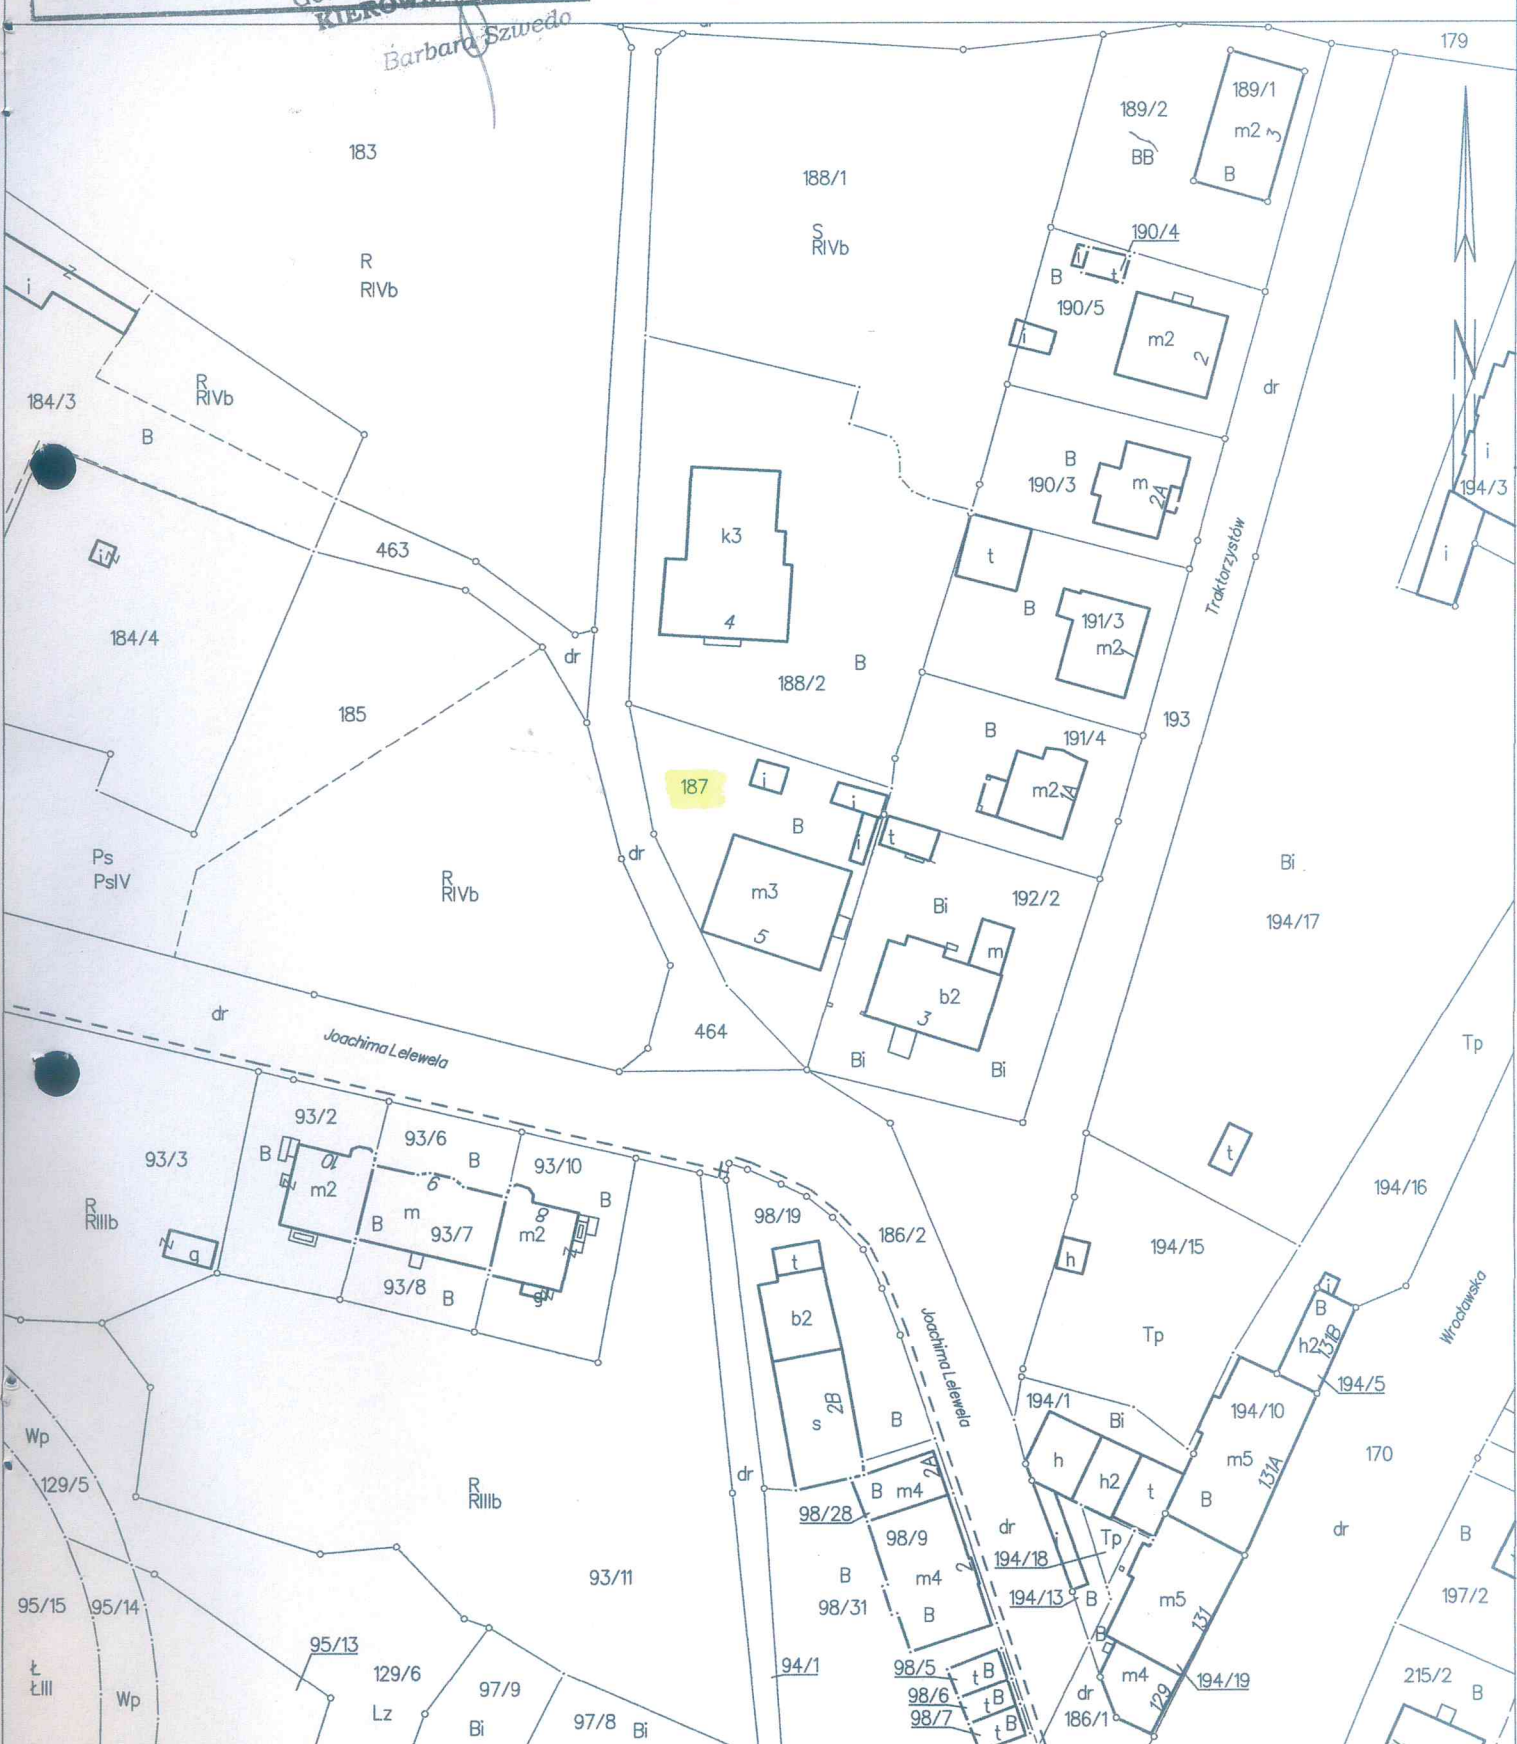 KIEROW
Barbara Szwedo
179
189/1
189/2
m2
3
183
BB
B
188/1
190/4
S
RIVb
i
t
R
RIVb
B
190/5
i
z
i
m2
2
dr
R
RIVb
184/3
B
B
190/3
m
2A
i
194/3
k3
t
i
463
i
z
Traktorzystów
B
191/3
m2
4
184/4
dr
B
188/2
185
193
B
191/4
187
i
i
m2
1A
B
i
t
dr
Ps
PsIV
R
RIVb
m3
Bi
194/17
Bi
192/2
5
m
b2
3
dr
464
Joachima Lelewela
Bi
Bi
Tp
93/2
93/6
93/10
93/3
B
10
B
t
z
m2
6
B
194/16
R
RIIIb
B
m
93/7
8
m2
98/19
186/2
z
g
z
t
h
194/15
93/8
B
g
z
b2
Joachima Lelewela
Wrocławska
i
B
Tp
h2
131B
194/5
s
2B
B
194/1
Bi
194/10
Wp
m5
131A
170
129/5
dr
2A
h
h2
t
B
R
RIIIb
B
m4
98/28
98/9
dr
Tp
194/18
i
dr
B
93/11
B
m4
2
194/13
B
m5
197/2
95/15
95/14
98/31
B
131
B
95/13
Ł
ŁIII
Wp
129/6
Lz
97/9
94/1
98/5
t
B
m4
194/19
215/2
B
98/6
t
B
dr
129
Bi
97/8
Bi
98/7
t
B
186/1